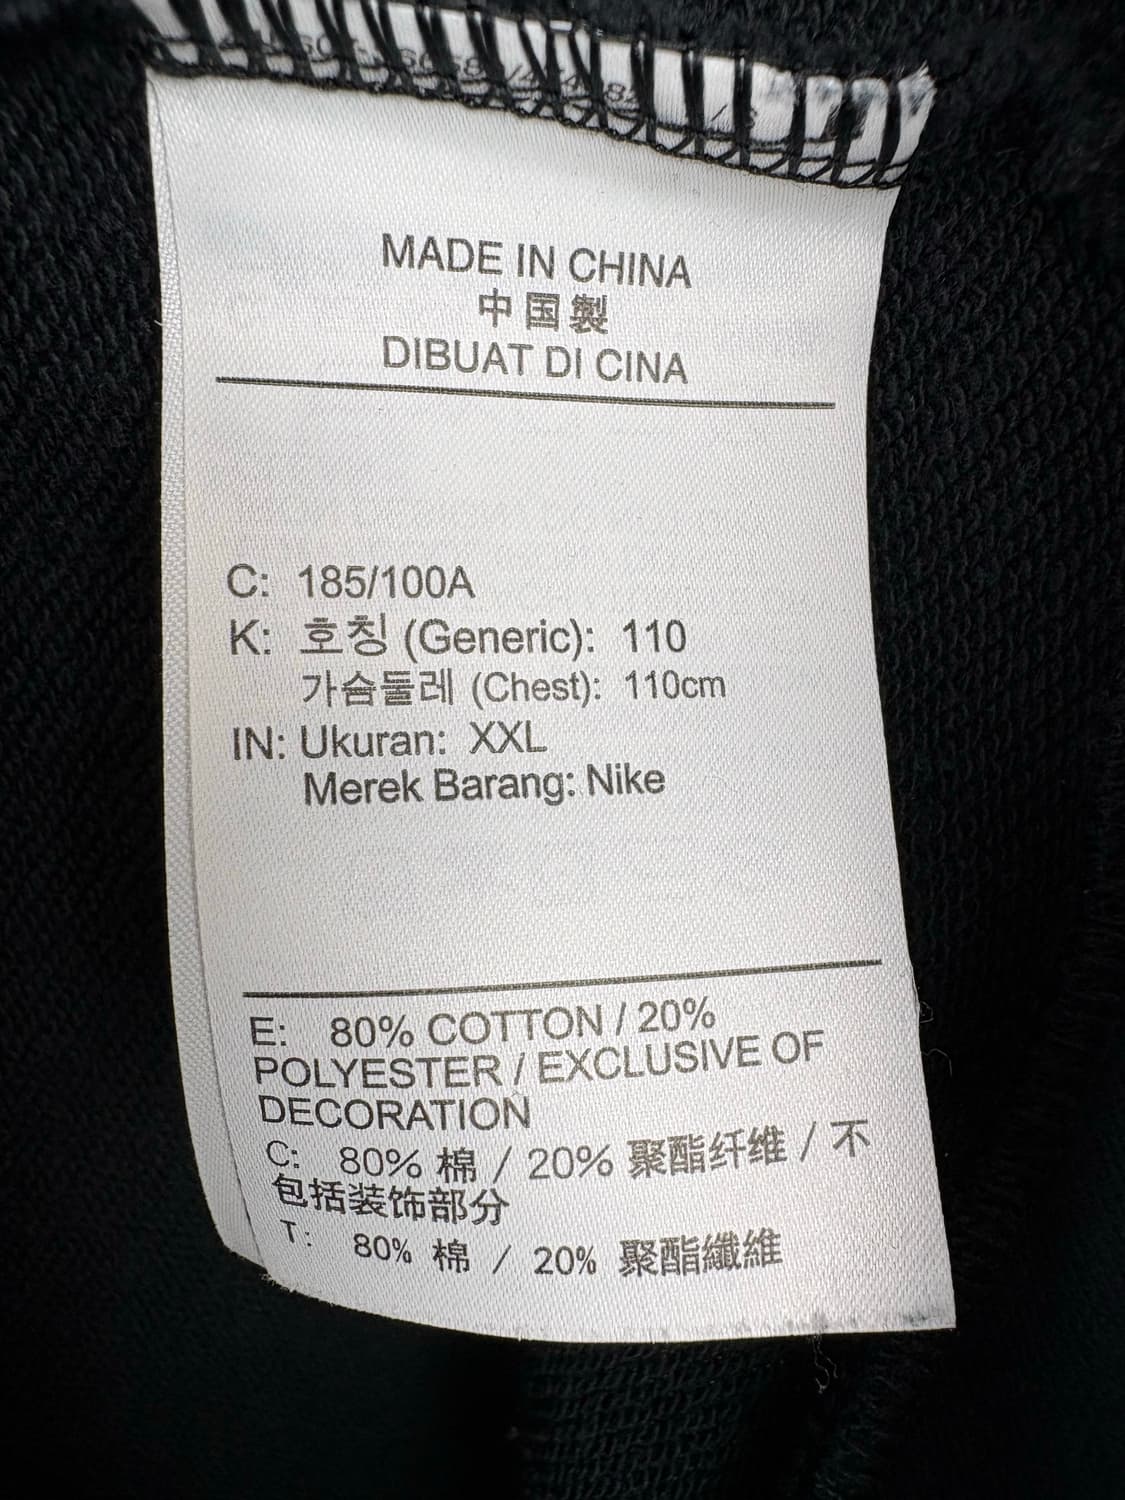 MADE IN CHINA
中国製
DIBUAT DI CINA
C: 185/100A
K: 호칭 (Generic): 110
가슴둘레 (Chest): 110cm
IN: Ukuran: XXL
Merek Barang: Nike
E: 80% COTTON / 20%
POLYESTER / EXCLUSIVE OF
DECORATION
C: 80% 棉 / 20% 聚酯纤维 / 不
包括装饰部分
T: 80% 棉 / 20% 聚酯纖維